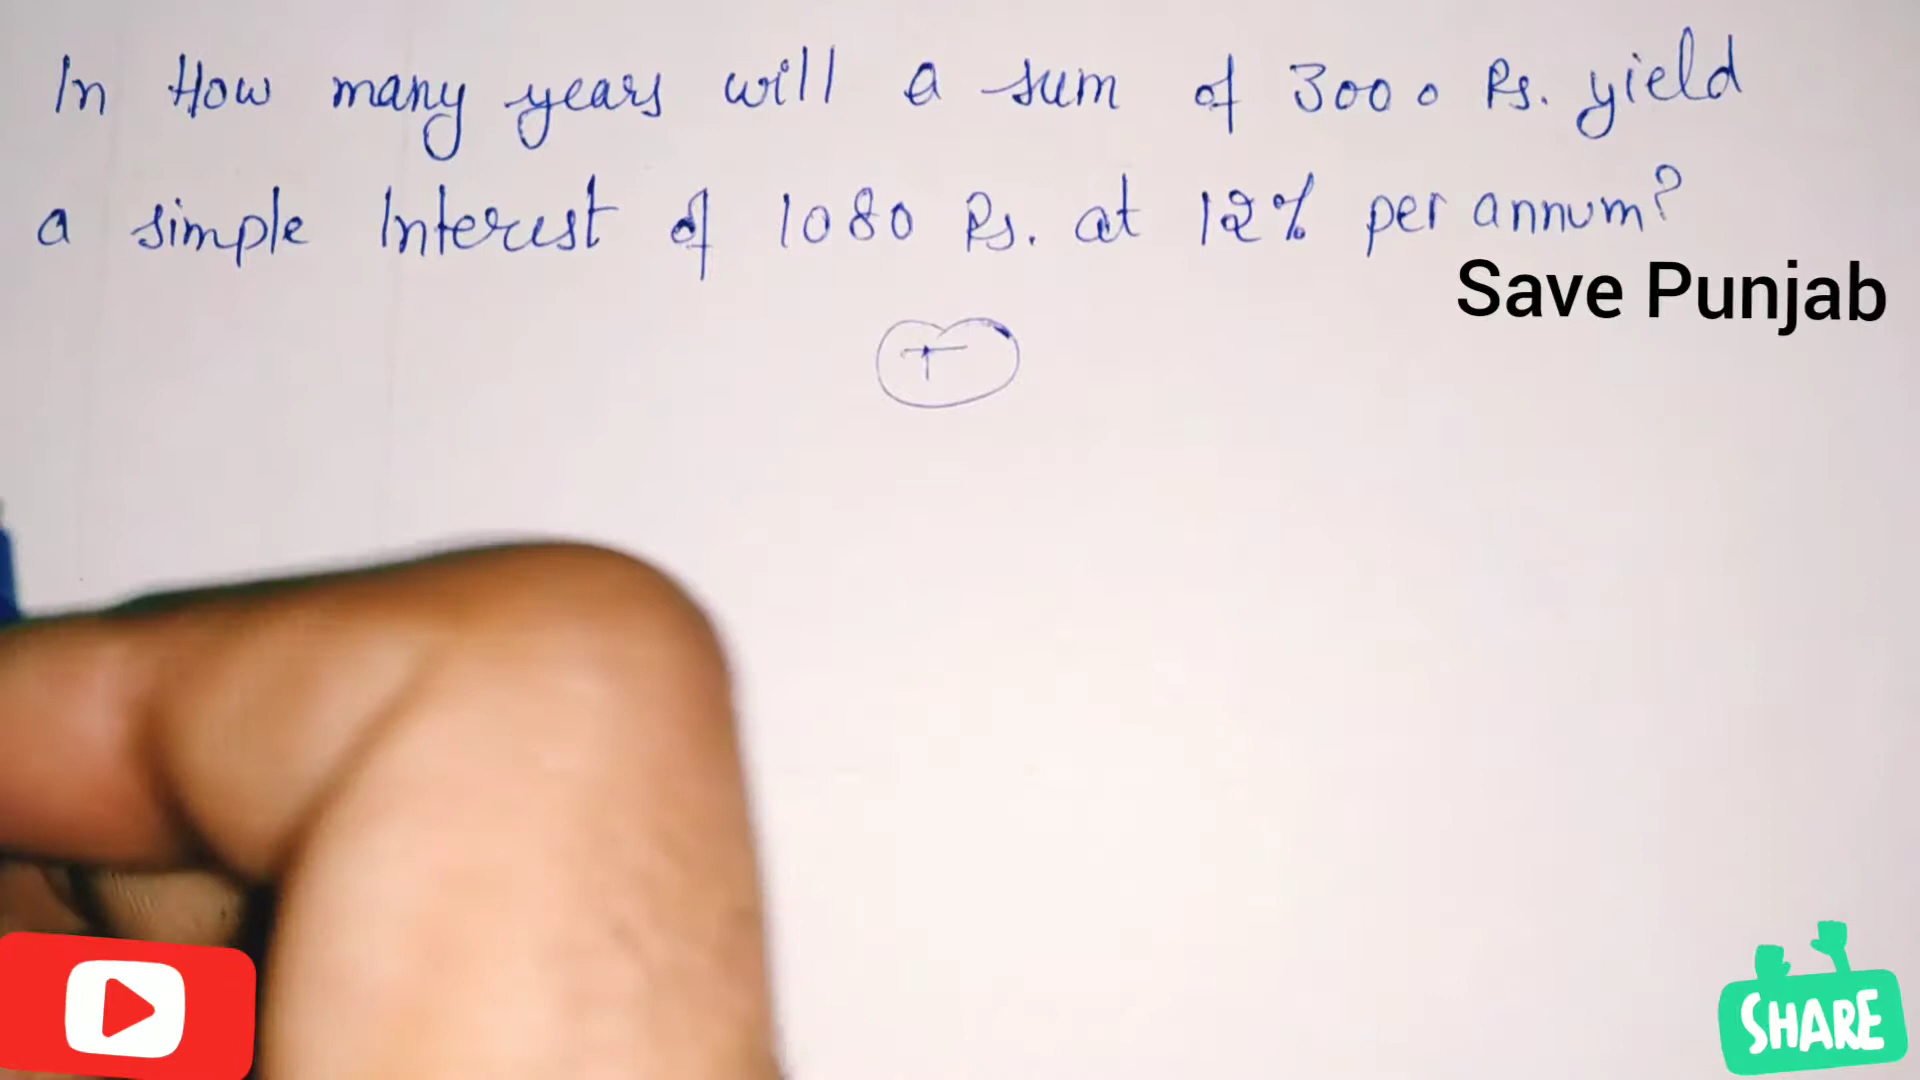 In How many years will a sum of 3000 Rs. yield
a simple Interest of 1080 Rs. at 12% per annum?
Save Punjab
T
SHARE